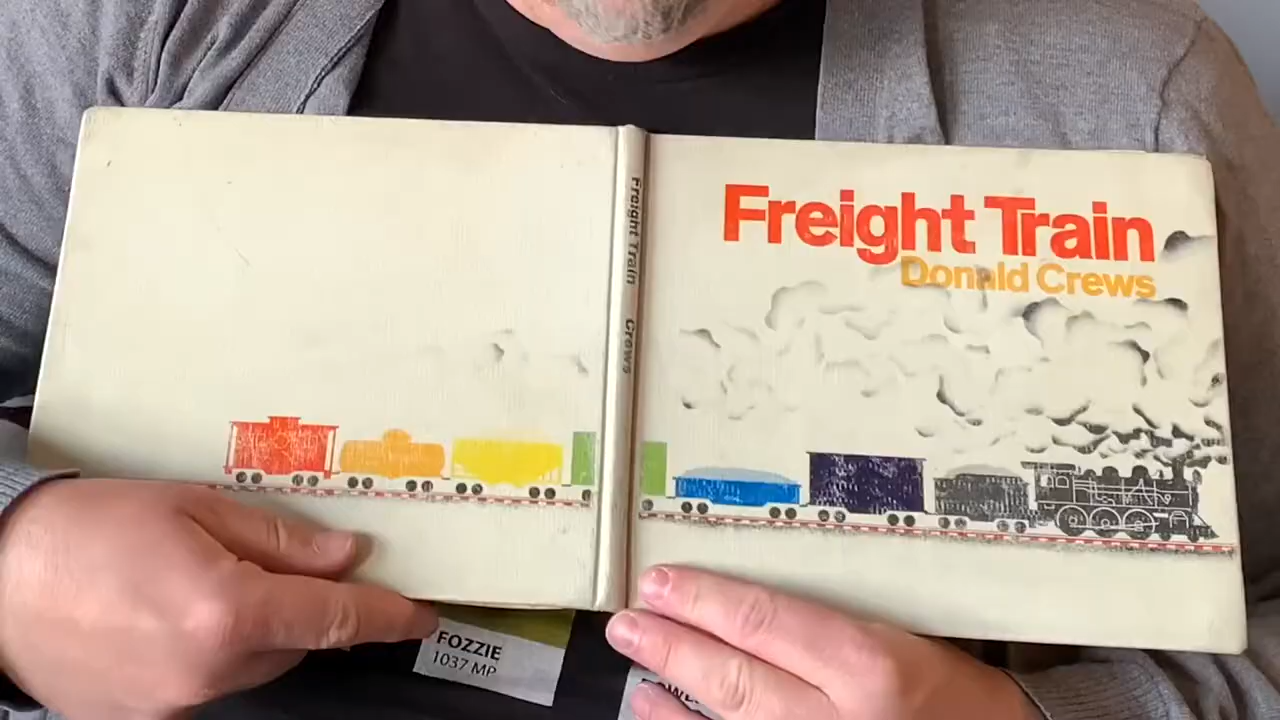 Freight Train
Donald Crews
Freight Train Crews
FOZZIE
1037 MP